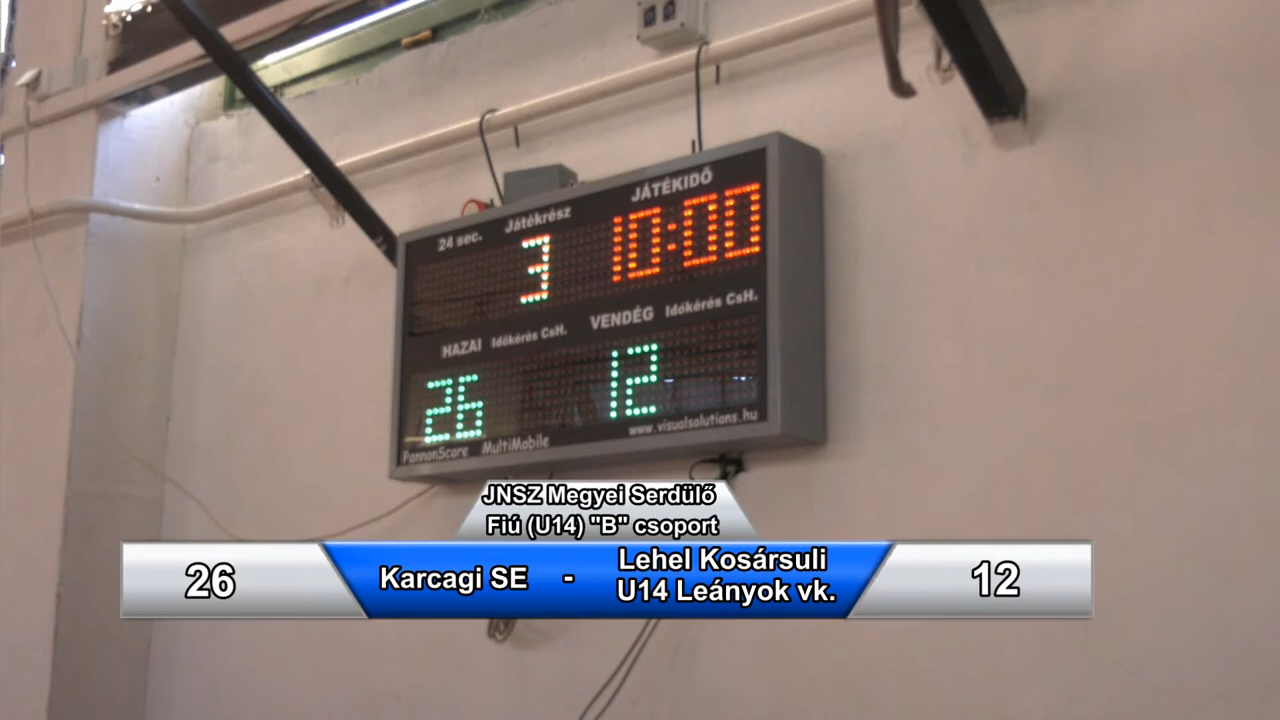 24 sec. Játékrész JÁTÉKIDŐ
3 10:00
HAZAI Időkérés CsH. VENDÉG Időkérés CsH.
26 12
PannonScore MultiMobile www.visualsolutions.hu
JNSZ Megyei Serdülő
Fiú (U14) "B" csoport
26 Karcagi SE - Lehel Kosársuli
U14 Leányok vk. 12